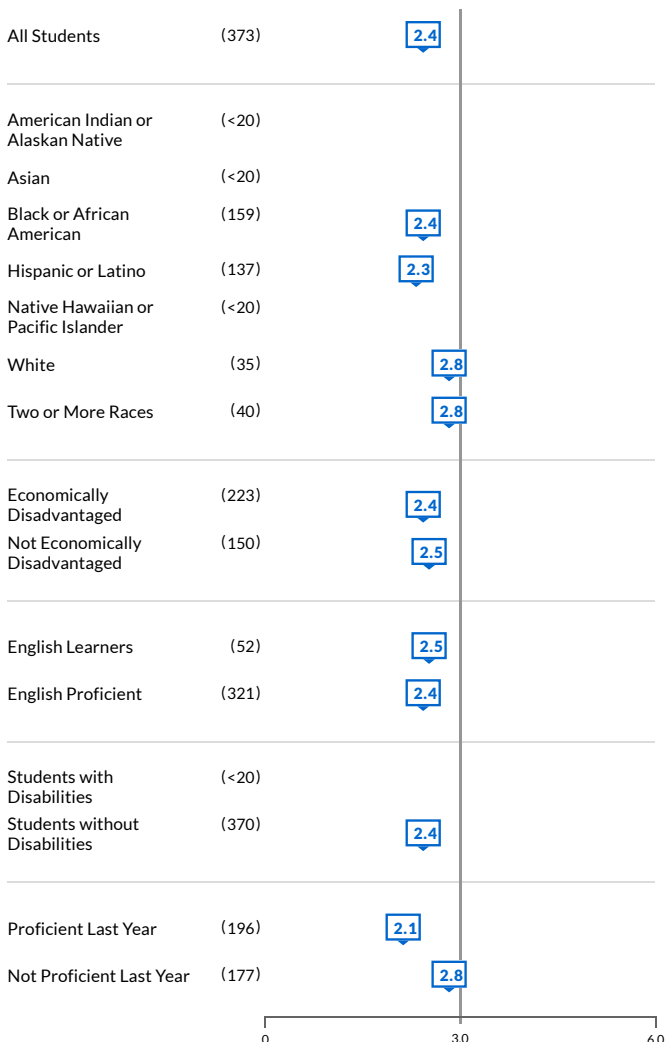 All Students (373) 2.4
American Indian or (<20)
Alaskan Native
Asian (<20)
Black or African (159) 2.4
American
Hispanic or Latino (137) 2.3
Native Hawaiian or (<20)
Pacific Islander
White (35) 2.8
Two or More Races (40) 2.8
Economically (223) 2.4
Disadvantaged
Not Economically (150) 2.5
Disadvantaged
English Learners (52) 2.5
English Proficient (321) 2.4
Students with (<20)
Disabilities
Students without (370) 2.4
Disabilities
Proficient Last Year (196) 2.1
Not Proficient Last Year (177) 2.8
0 3.0 6.0